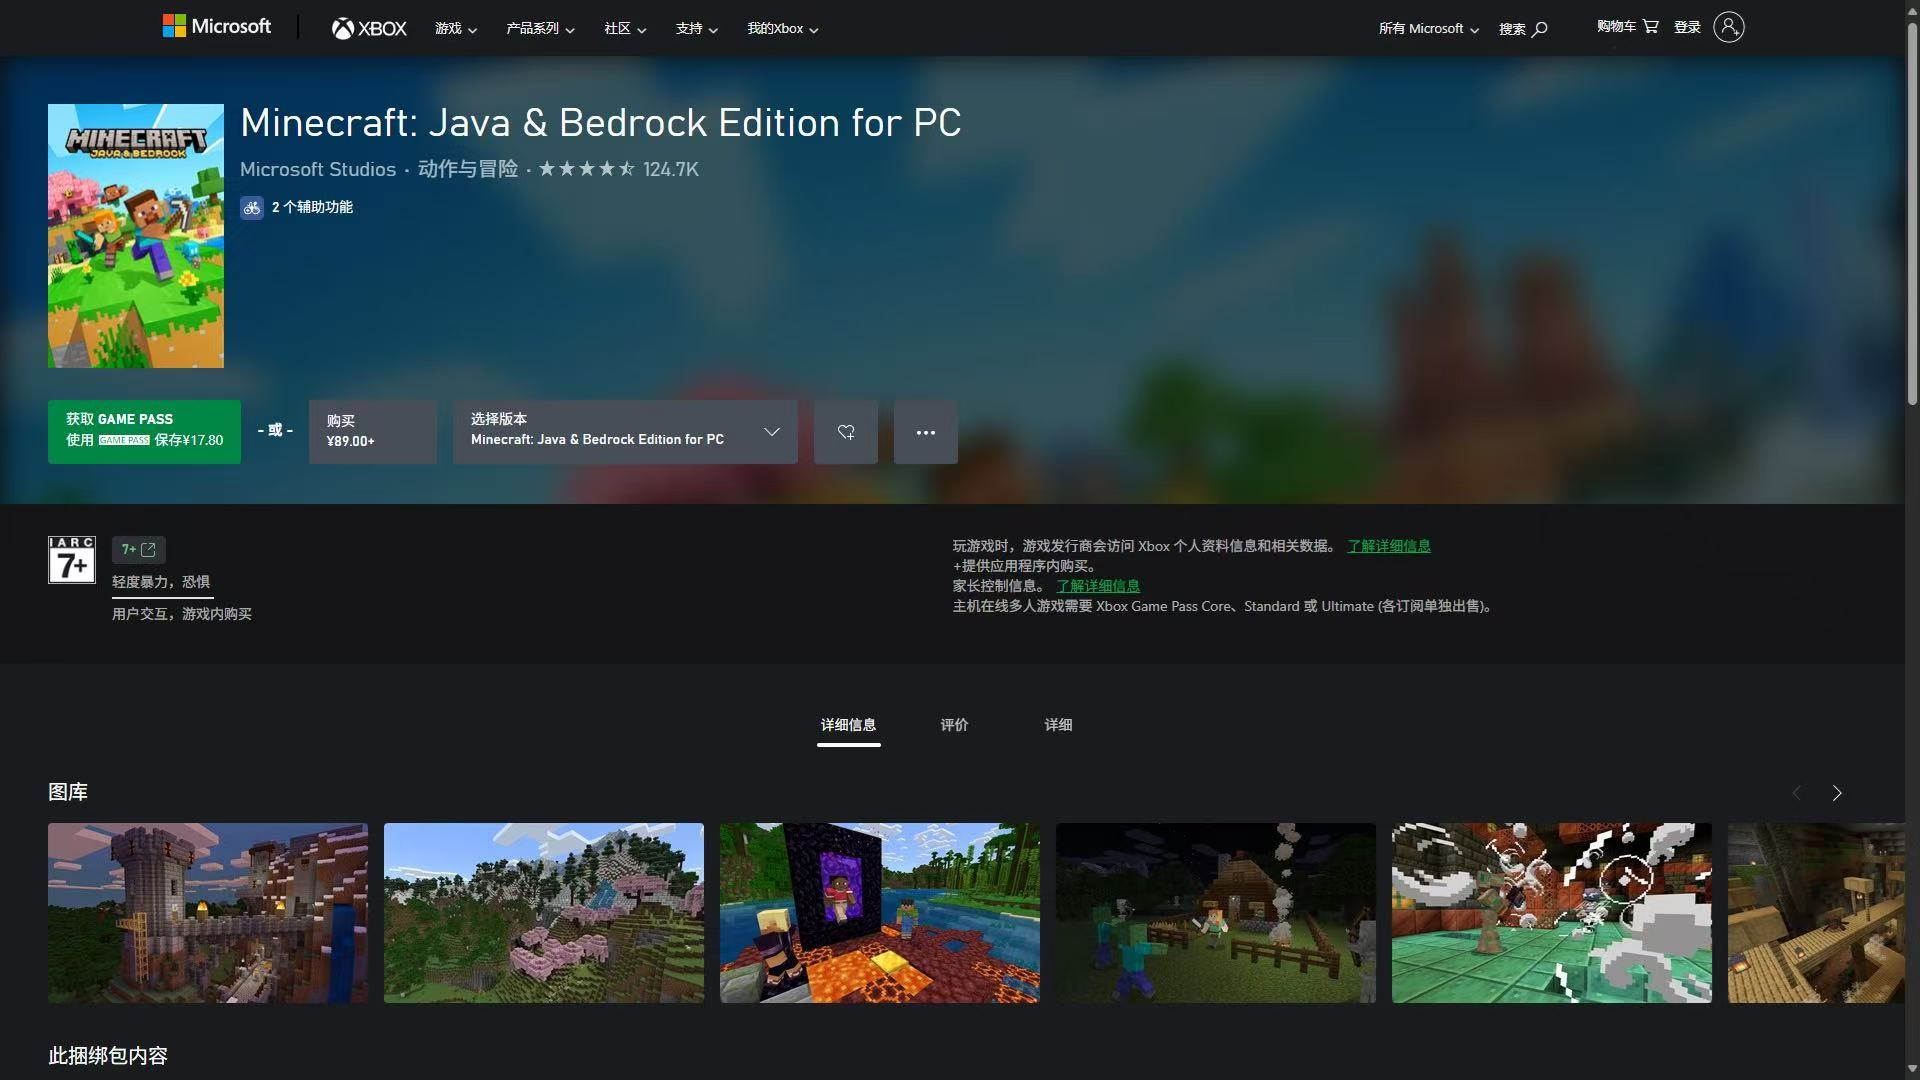 Microsoft
XBOX
游戏
产品系列
社区
支持
我的Xbox
所有 Microsoft
搜索
购物车
登录
MINECRAFT
JAVA & BEDROCK
Minecraft: Java & Bedrock Edition for PC
Microsoft Studios · 动作与冒险 · ★★★★⯪ 124.7K
2 个辅助功能
获取 GAME PASS
使用 GAME PASS 保存¥17.80
- 或 -
购买
¥89.00+
选择版本
Minecraft: Java & Bedrock Edition for PC
IARC
7+
7+
轻度暴力，恐惧
用户交互，游戏内购买
玩游戏时，游戏发行商会访问 Xbox 个人资料信息和相关数据。 了解详细信息
+提供应用程序内购买。
家长控制信息。 了解详细信息
主机在线多人游戏需要 Xbox Game Pass Core、Standard 或 Ultimate (各订阅单独出售)。
详细信息
评价
详细
图库
此捆绑包内容